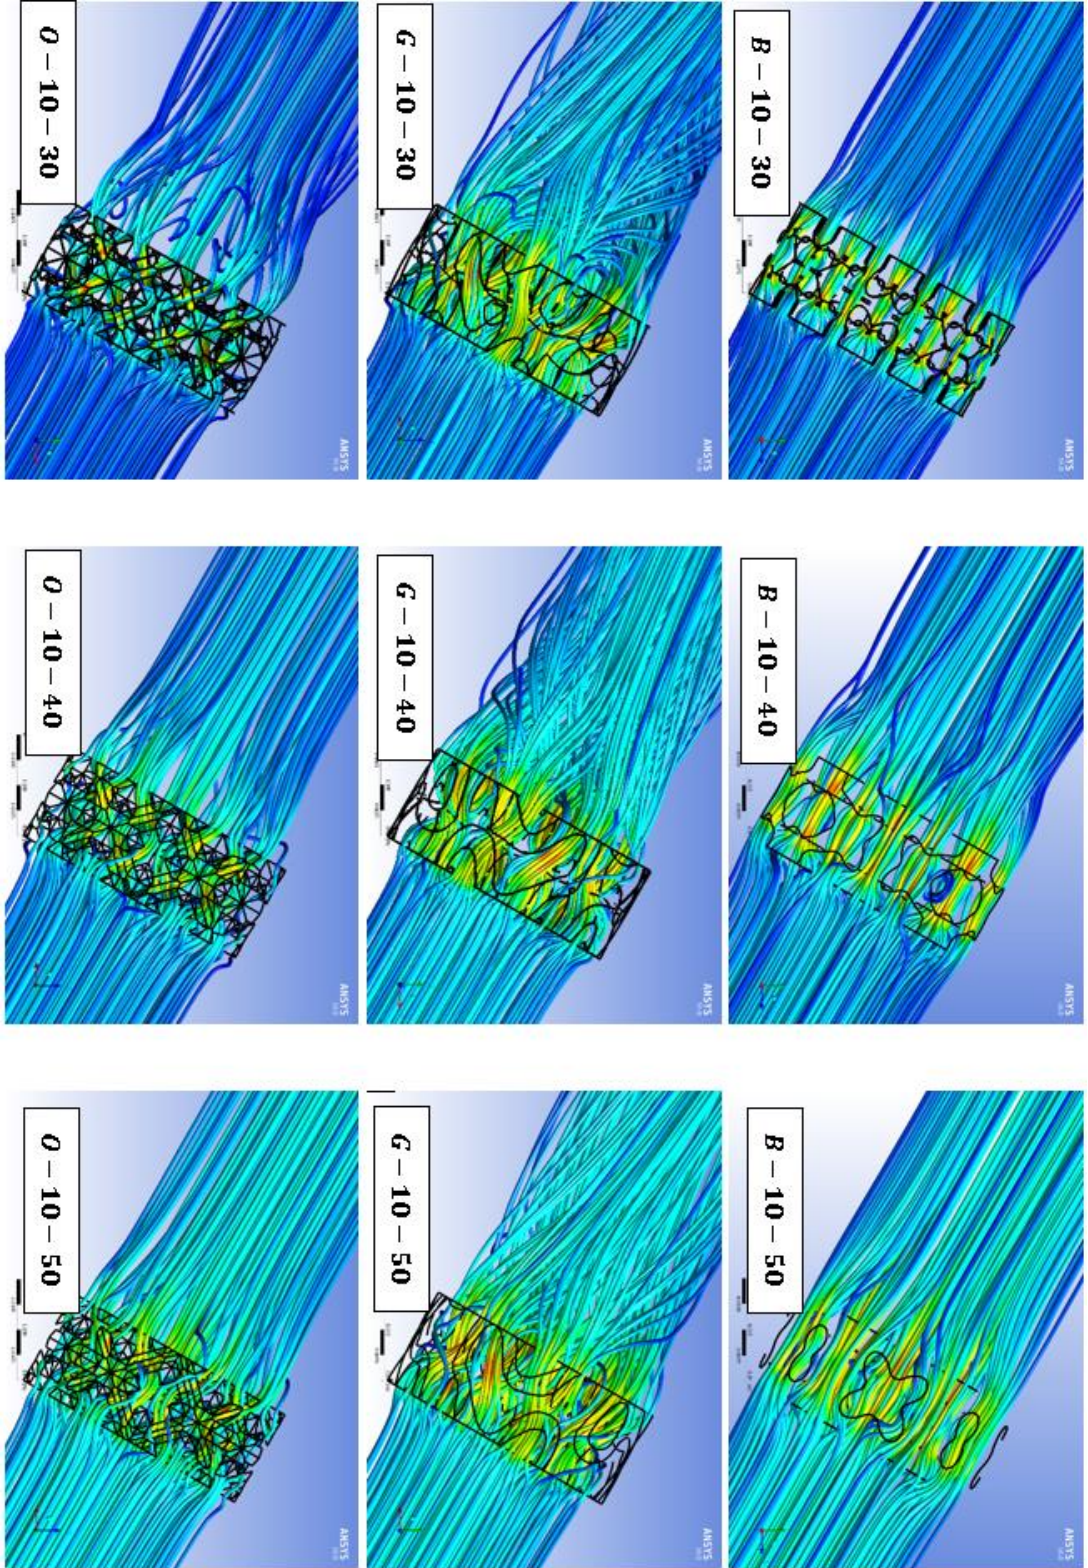 ANSYS
B – 10 – 30
ANSYS
B – 10 – 40
ANSYS
B – 10 – 50
ANSYS
G – 10 – 30
ANSYS
G – 10 – 40
ANSYS
G – 10 – 50
ANSYS
O – 10 – 30
ANSYS
O – 10 – 40
ANSYS
O – 10 – 50